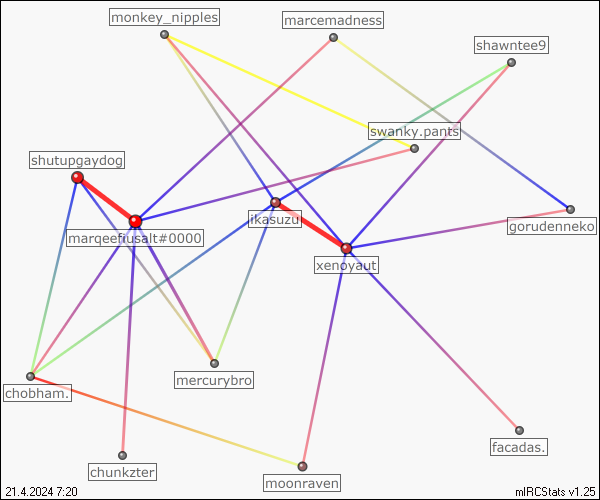 monkey_nipples
marcemadness
shawntee9
swanky.pants
shutupgaydog
ikasuzu
gorudenneko
marqeefiusalt#0000
xenoyaut
mercurybro
chobham.
facadas.
chunkzter
moonraven
21.4.2024 7:20
mIRCStats v1.25